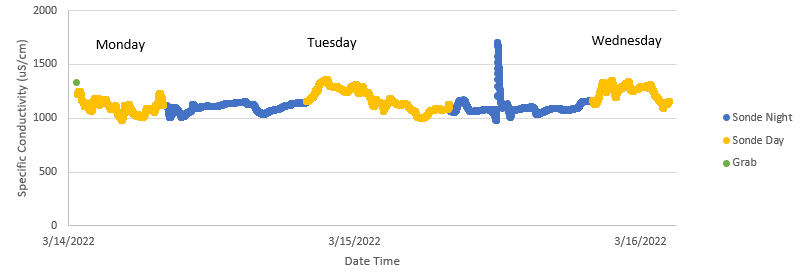 2000
Monday
Tuesday
Wednesday
1500
1000
500
0
Specific Conductivity (uS/cm)
3/14/2022
3/15/2022
3/16/2022
Date Time
Sonde Night
Sonde Day
Grab